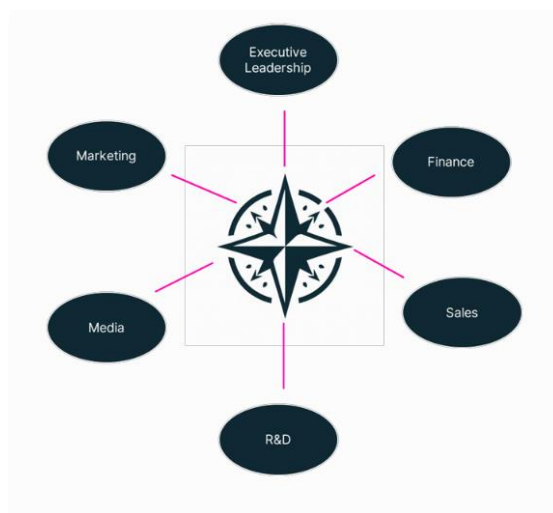 Executive
Leadership
Marketing
Finance
Media
Sales
R&D